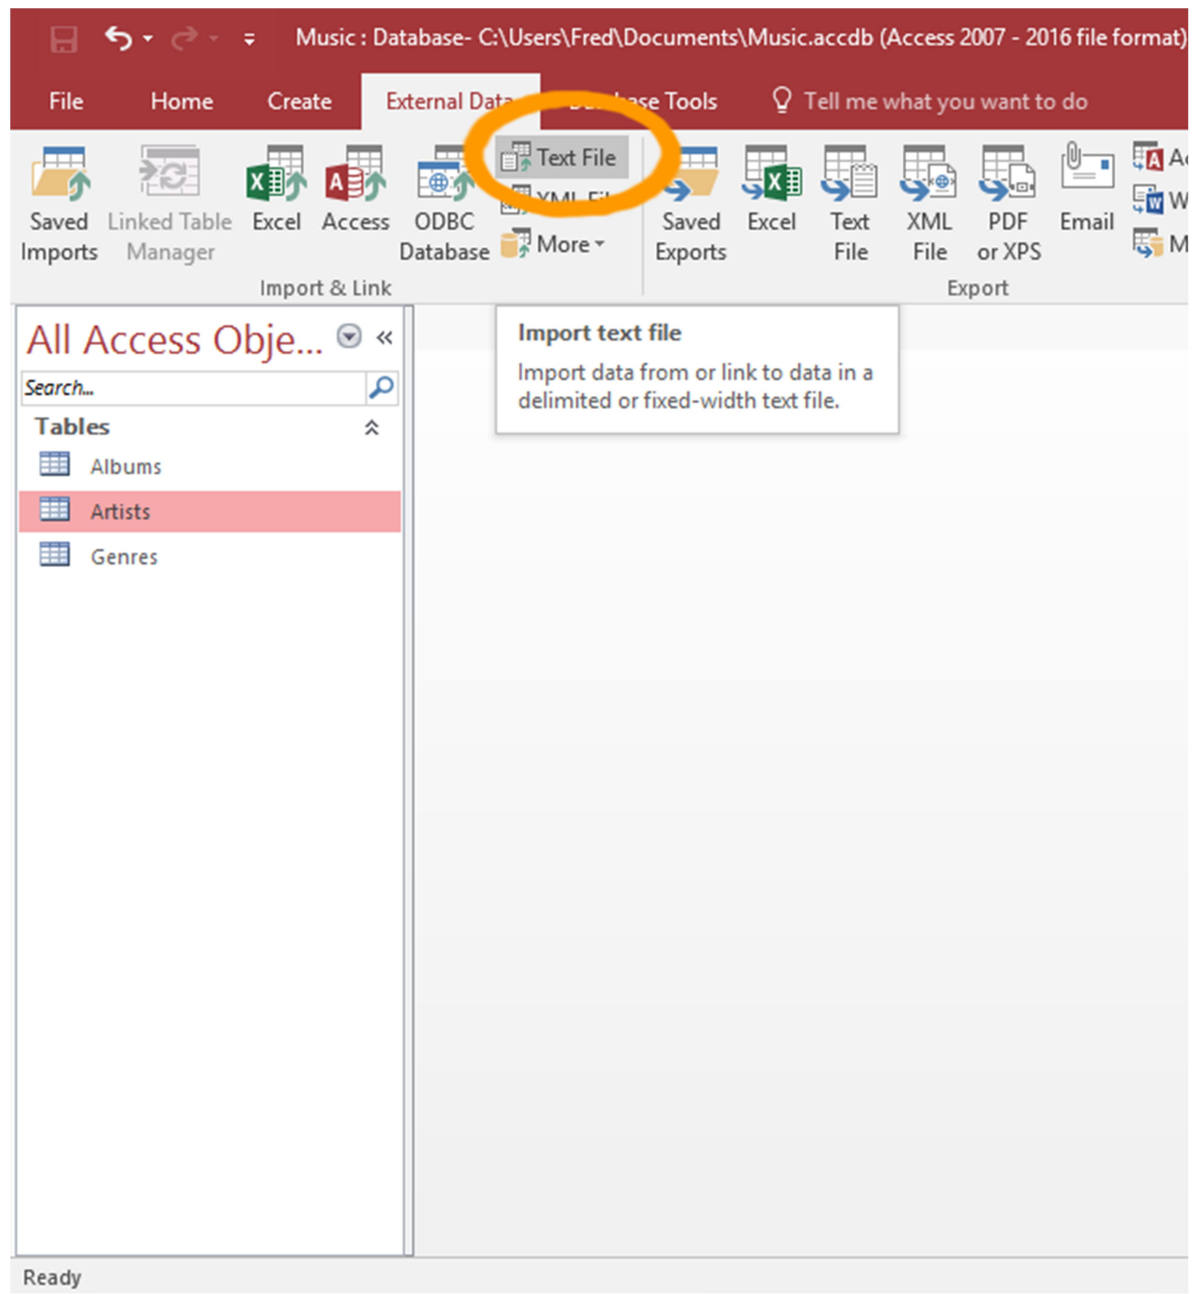 Music : Database- C:\Users\Fred\Documents\Music.accdb (Access 2007 - 2016 file format)
File Home Create External Data Database Tools Tell me what you want to do
Text File
XML File
More
Saved Imports
Linked Table Manager
Excel
Access
ODBC Database
Import & Link
Saved Exports
Excel
Text File
XML File
PDF or XPS
Email
Export
All Access Obje...
Search...
Tables
Albums
Artists
Genres
Import text file
Import data from or link to data in a
delimited or fixed-width text file.
Ready